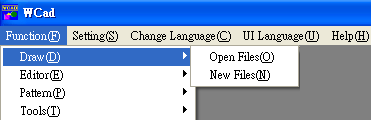 WCad
Function(F) Setting(S) Change Language(C) UI Language(U) Help(H)
Draw(D)
Open Files(O)
Editor(E)
New Files(N)
Pattern(P)
Tools(T)